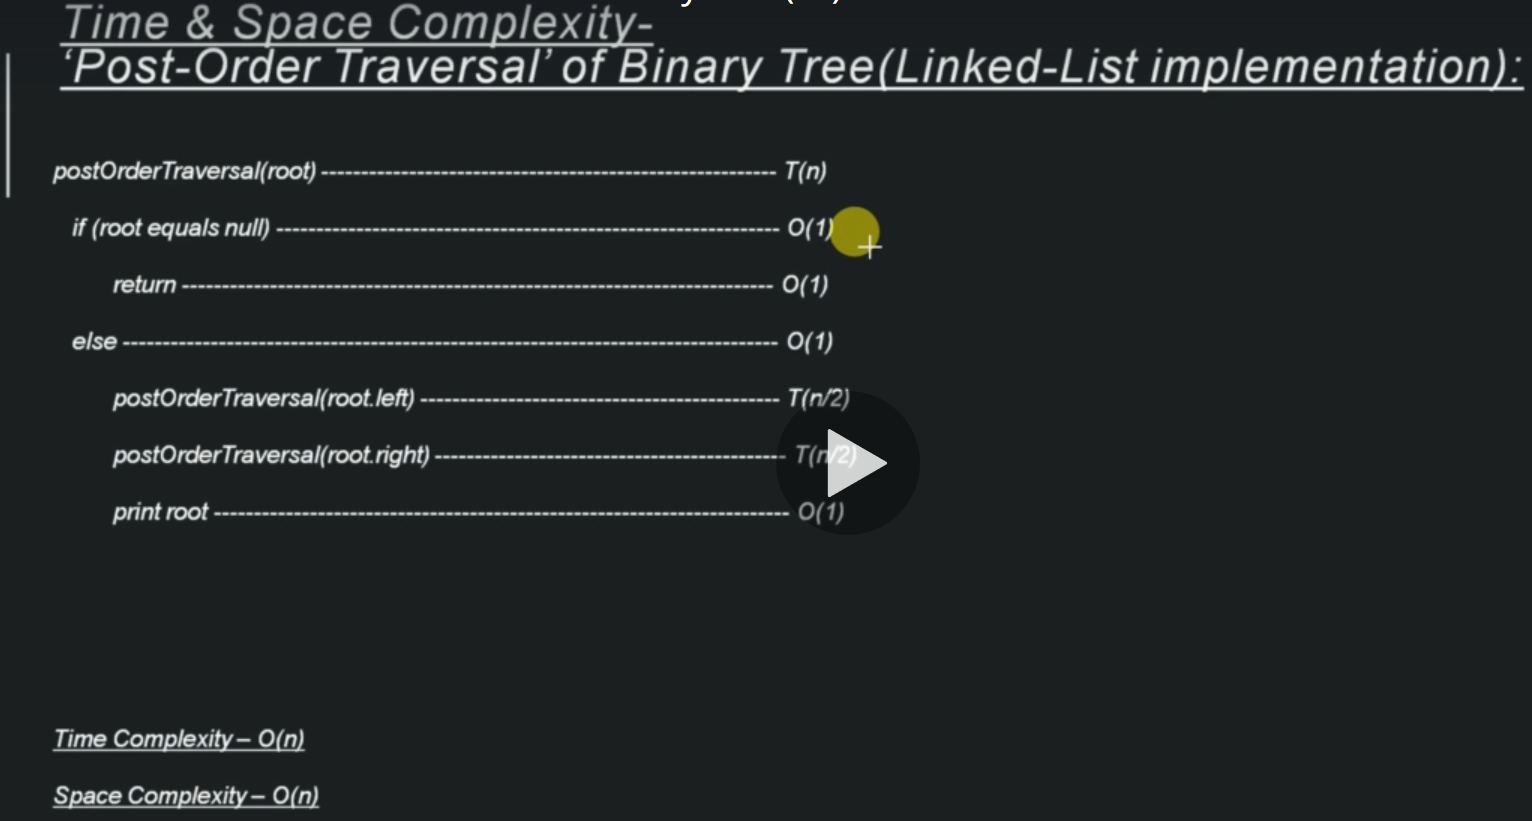 Time & Space Complexity-
‘Post-Order Traversal’ of Binary Tree(Linked-List implementation):
postOrderTraversal(root) --------------------------------------------------------- T(n)
if (root equals null) --------------------------------------------------------------- O(1)
return -------------------------------------------------------------------------- O(1)
else ---------------------------------------------------------------------------------- O(1)
postOrderTraversal(root.left) --------------------------------------------- T(n/2)
postOrderTraversal(root.right) -------------------------------------------- T(n/2)
print root ------------------------------------------------------------------------ O(1)
Time Complexity – O(n)
Space Complexity – O(n)